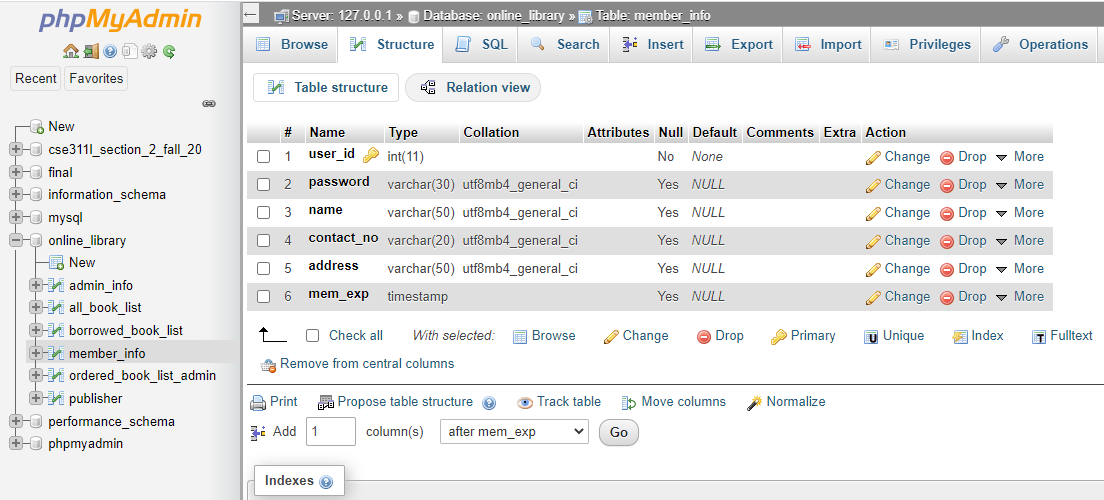 phpMyAdmin
Recent Favorites
New
cse311l_section_2_fall_20
final
information_schema
mysql
online_library
New
admin_info
all_book_list
borrowed_book_list
member_info
ordered_book_list_admin
publisher
performance_schema
phpmyadmin
Server: 127.0.0.1 » Database: online_library » Table: member_info
Browse Structure SQL Search Insert Export Import Privileges Operations
Table structure Relation view
# Name Type Collation Attributes Null Default Comments Extra Action
1 user_id int(11) No None Change Drop More
2 password varchar(30) utf8mb4_general_ci Yes NULL Change Drop More
3 name varchar(50) utf8mb4_general_ci Yes NULL Change Drop More
4 contact_no varchar(20) utf8mb4_general_ci Yes NULL Change Drop More
5 address varchar(50) utf8mb4_general_ci Yes NULL Change Drop More
6 mem_exp timestamp Yes NULL Change Drop More
Check all With selected: Browse Change Drop Primary Unique Index Fulltext
Remove from central columns
Print Propose table structure Track table Move columns Normalize
Add 1 column(s) after mem_exp Go
Indexes